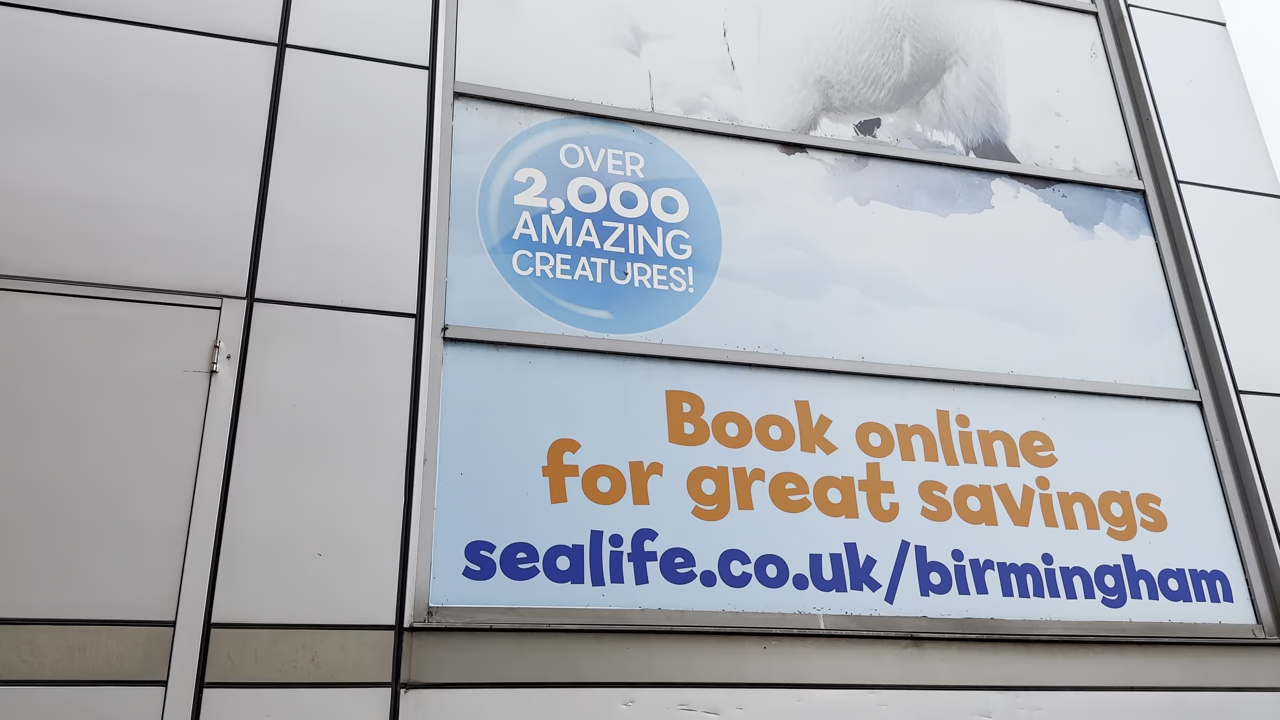 OVER
2,000
AMAZING
CREATURES!
Book online
for great savings
sealife.co.uk/birmingham